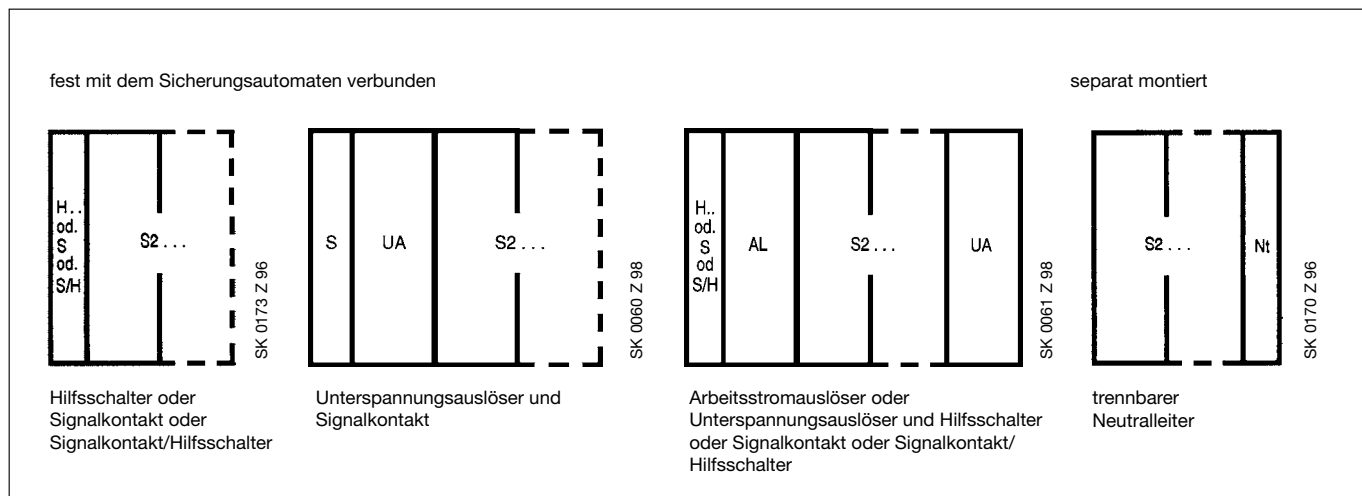 fest mit dem Sicherungsautomaten verbunden
separat montiert
H..
od.
S
od.
S/H
S2 . . .
SK 0173 Z 96
S
UA
S2 . . .
SK 0060 Z 98
H..
od.
S
od
S/H
AL
S2 . . .
UA
SK 0061 Z 98
S2 . . .
Nt
SK 0170 Z 96
Hilfsschalter oder
Signalkontakt oder
Signalkontakt/Hilfsschalter
Unterspannungsauslöser und
Signalkontakt
Arbeitsstromauslöser oder
Unterspannungsauslöser und Hilfsschalter
oder Signalkontakt oder Signalkontakt/
Hilfsschalter
trennbarer
Neutralleiter